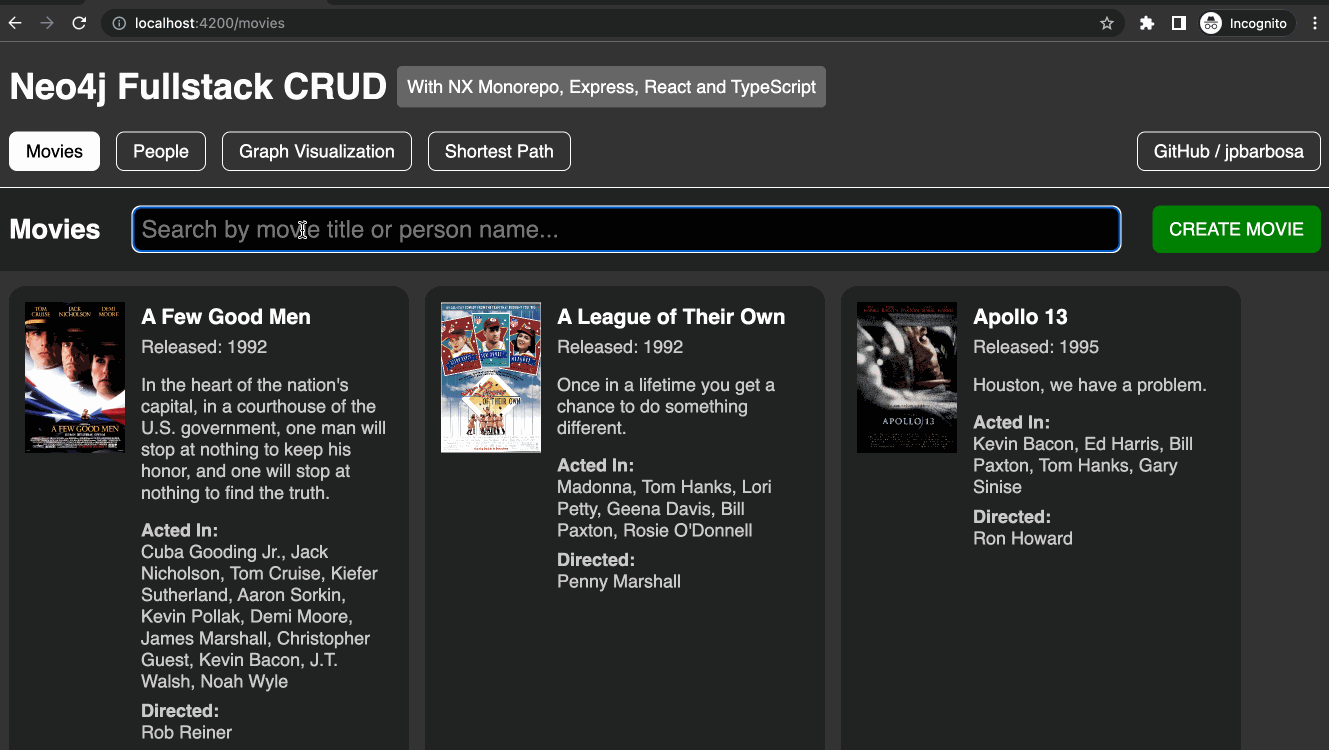 localhost:4200/movies
Incognito
Neo4j Fullstack CRUD
With NX Monorepo, Express, React and TypeScript
Movies
People
Graph Visualization
Shortest Path
GitHub / jpbarbosa
Movies
Search by movie title or person name...
CREATE MOVIE
TOM CRUISE
JACK NICHOLSON
DEMI MOORE
A FEW GOOD MEN
A Few Good Men
Released: 1992
In the heart of the nation's
capital, in a courthouse of the
U.S. government, one man will
stop at nothing to keep his
honor, and one will stop at
nothing to find the truth.
Acted In:
Cuba Gooding Jr., Jack
Nicholson, Tom Cruise, Kiefer
Sutherland, Aaron Sorkin,
Kevin Pollak, Demi Moore,
James Marshall, Christopher
Guest, Kevin Bacon, J.T.
Walsh, Noah Wyle
Directed:
Rob Reiner
OF THEIR OWN
A League of Their Own
Released: 1992
Once in a lifetime you get a
chance to do something
different.
Acted In:
Madonna, Tom Hanks, Lori
Petty, Geena Davis, Bill
Paxton, Rosie O'Donnell
Directed:
Penny Marshall
APOLLO 13
Apollo 13
Released: 1995
Houston, we have a problem.
Acted In:
Kevin Bacon, Ed Harris, Bill
Paxton, Tom Hanks, Gary
Sinise
Directed:
Ron Howard